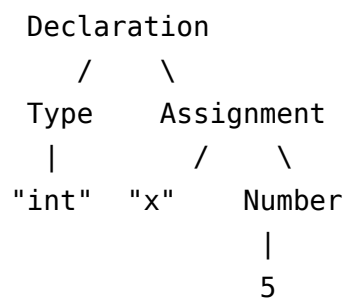 Declaration
/ \
Type Assignment
| / \
"int" "x" Number
|
5